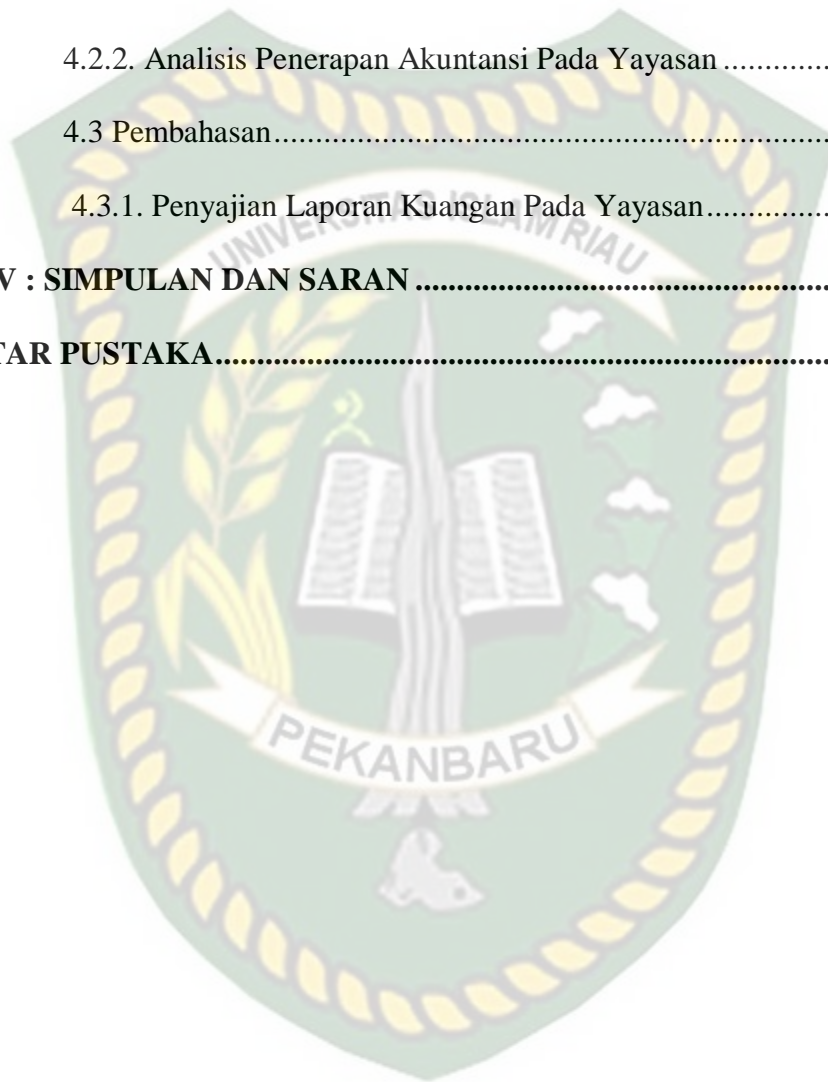 4.2.2. Analisis Penerapan Akuntansi Pada Yayasan ..............
4.3 Pembahasan....................................................................
4.3.1. Penyajian Laporan Kuangan Pada Yayasan...............
UNIVERSITAS ISLAM RIAU
V : SIMPULAN DAN SARAN ..................................................
TAR PUSTAKA...........................................................................
PEKANBARU